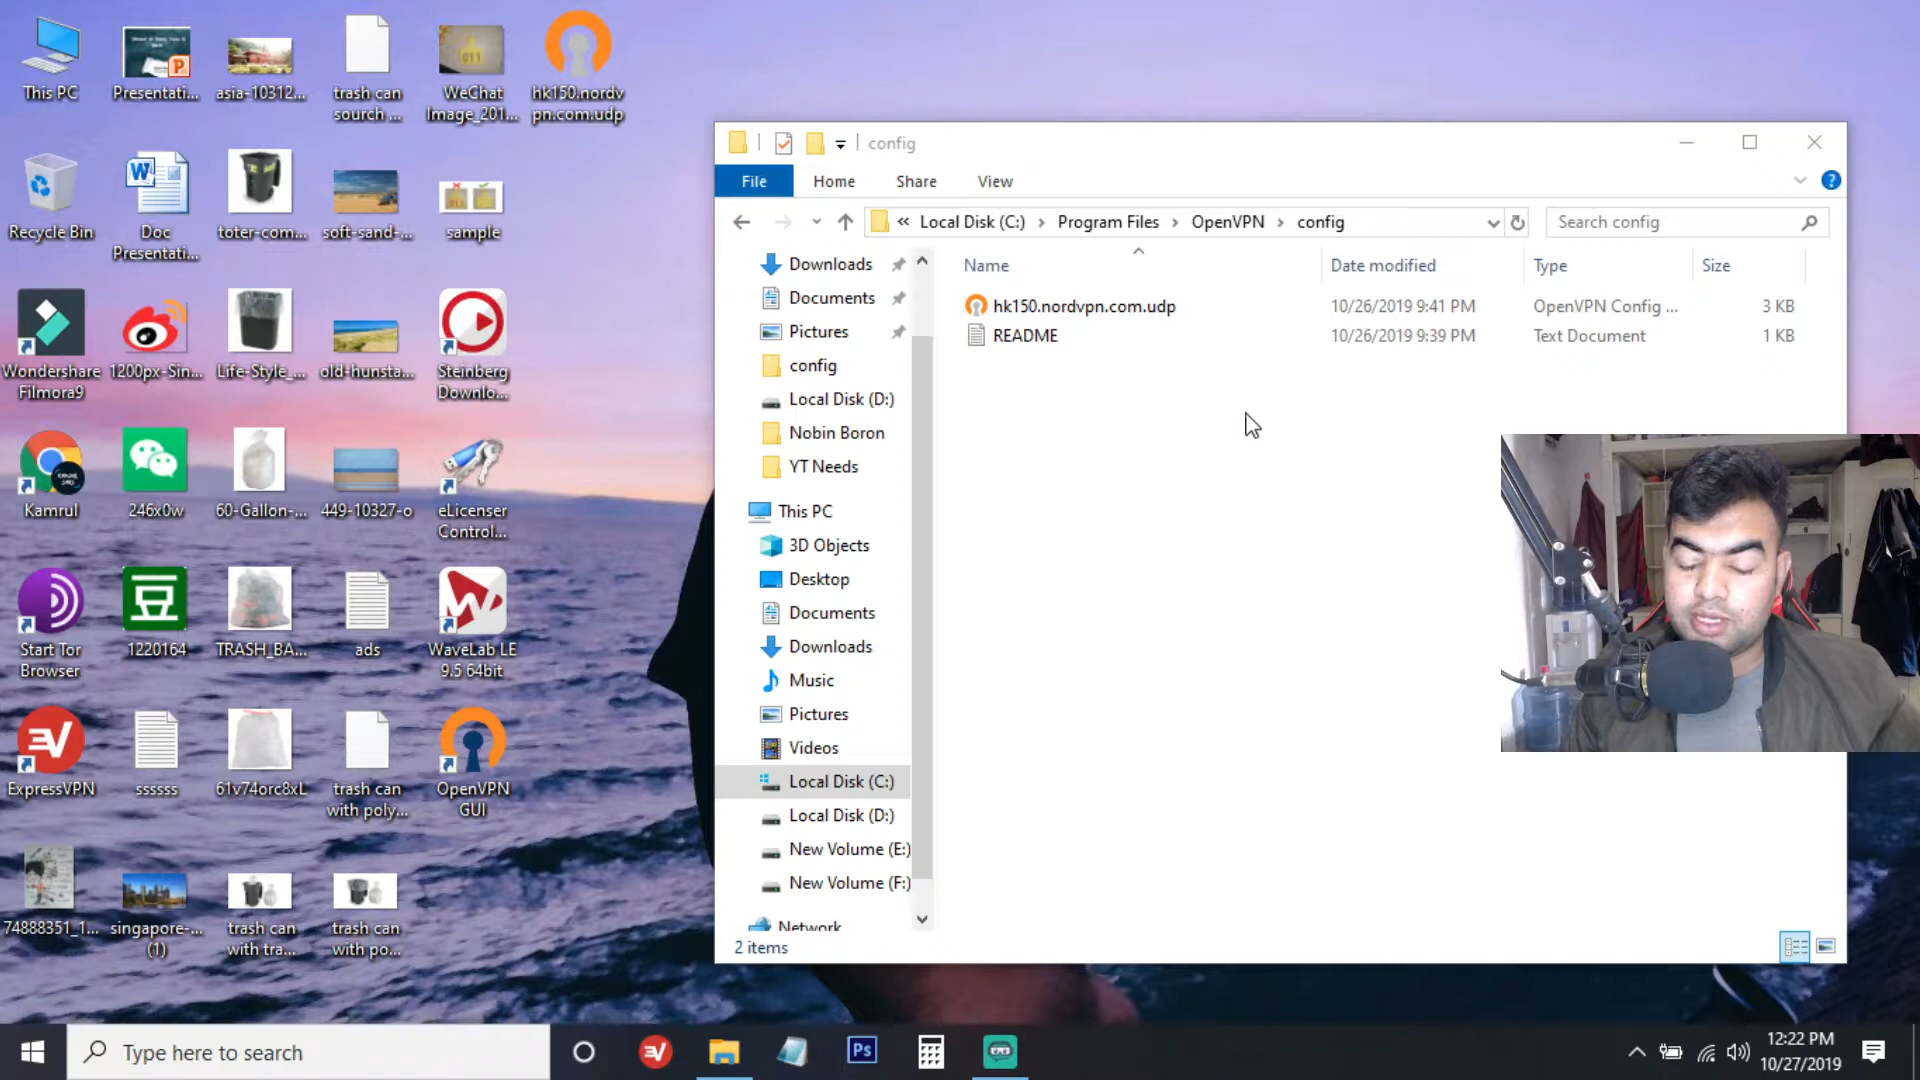 This PC
Presentati...
asia-10312...
trash can
sourch ...
WeChat
Image_201...
hk150.nordv
pn.com.udp
Recycle Bin
Doc
Presentati...
toter-com...
soft-sand-...
sample
Wondershare
Filmora9
1200px-Sin...
Life-Style_...
old-hunsta...
Steinberg
Downlo...
Kamrul
246x0w
60-Gallon-...
449-10327-o
eLicenser
Control...
Start Tor
Browser
豆
1220164
TRASH_BA...
ads
WaveLab LE
9.5 64bit
ExpressVPN
ssssss
61v74orc8xL
trash can
with poly...
OpenVPN
GUI
74888351_1...
singapore-...
(1)
trash can
with tra...
trash can
with po...
config
File Home Share View
« Local Disk (C:) › Program Files › OpenVPN › config
Search config
Name Date modified Type Size
hk150.nordvpn.com.udp 10/26/2019 9:41 PM OpenVPN Config ... 3 KB
README 10/26/2019 9:39 PM Text Document 1 KB
Downloads
Documents
Pictures
config
Local Disk (D:)
Nobin Boron
YT Needs
This PC
3D Objects
Desktop
Documents
Downloads
Music
Pictures
Videos
Local Disk (C:)
Local Disk (D:)
New Volume (E:)
New Volume (F:)
Network
2 items
Type here to search
Ps
12:22 PM
10/27/2019